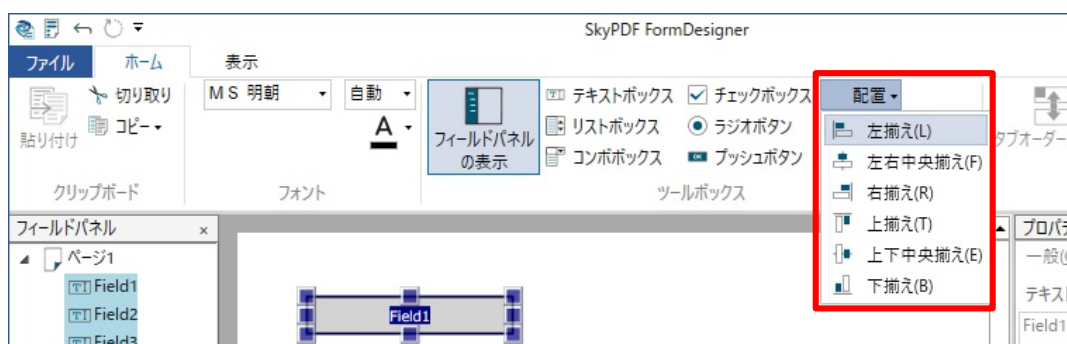 SkyPDF FormDesigner
ファイル ホーム 表示
貼り付け
切り取り
コピー
クリップボード
MS 明朝 自動
A
フォント
フィールドパネル
の表示
テキストボックス チェックボックス
リストボックス ラジオボタン
コンボボックス OK プッシュボタン
ツールボックス
配置
左揃え(L)
左右中央揃え(F)
右揃え(R)
上揃え(T)
上下中央揃え(E)
下揃え(B)
タブオーダー
フィールドパネル ×
ページ1
Field1
Field2
Field3
Field1
プロパ
一般(
テキス
Field1